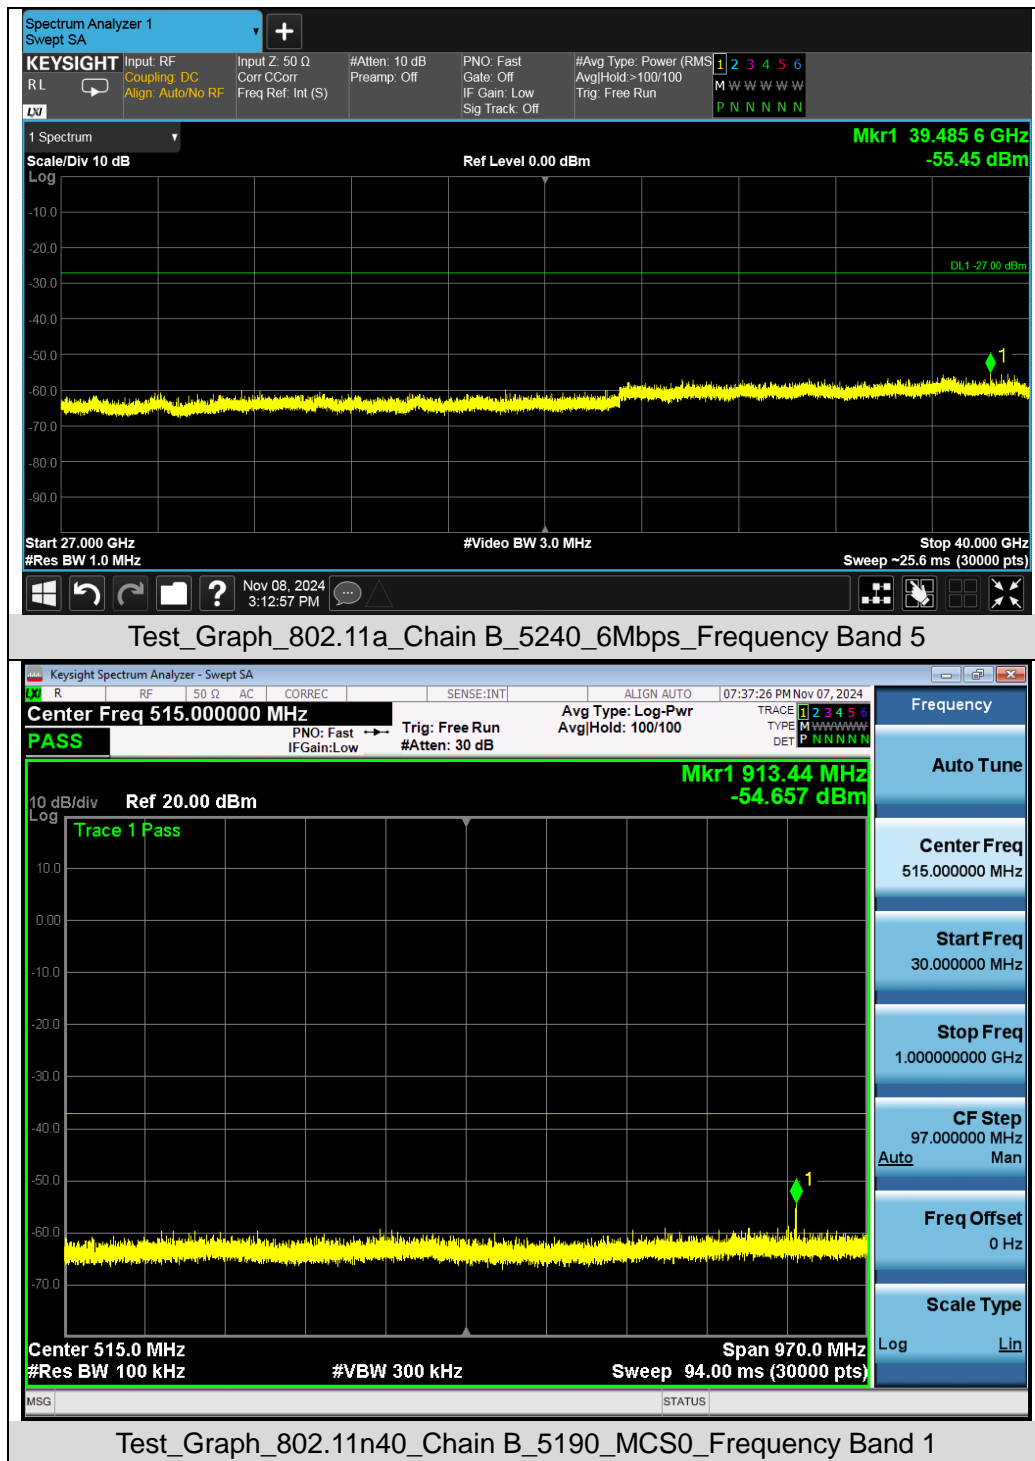 Spectrum Analyzer 1
Swept SA
+
KEYSIGHT
RL
LXI
Input: RF
Coupling: DC
Align: Auto/No RF
Input Z: 50 Ω
Corr CCorr
Freq Ref: Int (S)
#Atten: 10 dB
Preamp: Off
PNO: Fast
Gate: Off
IF Gain: Low
Sig Track: Off
#Avg Type: Power (RMS
Avg|Hold:>100/100
Trig: Free Run
1 2 3 4 5 6
M W W W W W
P N N N N N
1 Spectrum
Mkr1 39.485 6 GHz
Scale/Div 10 dB
Ref Level 0.00 dBm
-55.45 dBm
Log
-10.0
-20.0
DL1 -27.00 dBm
-30.0
-40.0
-50.0
1
-60.0
-70.0
-80.0
-90.0
Start 27.000 GHz
#Video BW 3.0 MHz
Stop 40.000 GHz
#Res BW 1.0 MHz
Sweep ~25.6 ms (30000 pts)
?
Nov 08, 2024
3:12:57 PM
Test_Graph_802.11a_Chain B_5240_6Mbps_Frequency Band 5
Keysight Spectrum Analyzer - Swept SA
LXI R RF 50 Ω AC CORREC SENSE:INT ALIGN AUTO 07:37:26 PM Nov 07, 2024
Center Freq 515.000000 MHz
PASS
PNO: Fast
IFGain:Low
Trig: Free Run
#Atten: 30 dB
Avg Type: Log-Pwr
Avg|Hold: 100/100
TRACE 1 2 3 4 5 6
TYPE M W W W W W
DET P N N N N N
Mkr1 913.44 MHz
-54.657 dBm
10 dB/div
Log
Ref 20.00 dBm
Trace 1 Pass
10.0
0.00
-10.0
-20.0
-30.0
-40.0
-50.0
1
-60.0
-70.0
Center 515.0 MHz
Span 970.0 MHz
#Res BW 100 kHz
#VBW 300 kHz
Sweep 94.00 ms (30000 pts)
MSG
STATUS
Frequency
Auto Tune
Center Freq
515.000000 MHz
Start Freq
30.000000 MHz
Stop Freq
1.000000000 GHz
CF Step
97.000000 MHz
Auto Man
Freq Offset
0 Hz
Scale Type
Log Lin
Test_Graph_802.11n40_Chain B_5190_MCS0_Frequency Band 1